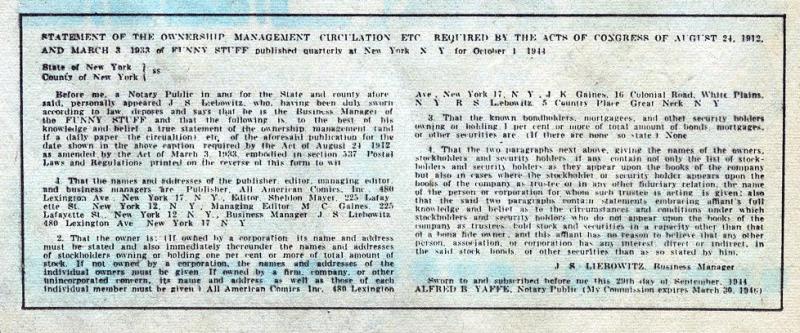 STATEMENT OF THE OWNERSHIP MANAGEMENT CIRCULATION ETC REQUIRED BY THE ACTS OF CONGRESS OF AUGUST 24, 1912,
AND MARCH 3 1933 of FUNNY STUFF published quarterly at New York N Y for October 1 1944
State of New York } ss
County of New York {
Before me, a Notary Public in and for the State and county afore
said, personally appeared J S Liebowitz, who, having been duly sworn
according to law deposes and says that he is the Business Manager of
the FUNNY STUFF and that the following is, to the best of his
knowledge and belief a true statement of the ownership management (and
if a daily paper the circulation) etc, of the aforesaid publication for the
date shown in the above caption required by the Act of August 24 1912
as amended by the Act of March 3, 1933, embodied in section 537 Postal
Laws and Regulations printed on the reverse of this form to wit
1 That the names and addresses of the publisher, editor, managing editor,
and business managers are Publisher, All American Comics, Inc, 480
Lexington Ave, New York 17, N Y, Editor, Sheldon Mayer, 225 Lafay
ette St. New York 12, N Y, Managing Editor M C Gaines, 225
Lafayette St. New York 12 N Y, Business Manager J S Liebowitz
480 Lexington Ave New York 17 N Y
2. That the owner is: (If owned by a corporation, its name and address
must be stated and also immediately thereunder the names and addresses
of stockholders owning or holding one per cent or more of total amount of
stock. If not owned by a corporation, the names and addresses of the
individual owners must be given If owned by a firm, company, or other
unincorporated concern, its name and address as well as those of each
individual member must be given) All American Comics Inc, 480 Lexington
Ave, New York 17, N Y, J K Gaines, 16 Colonial Road, White Plains,
N Y R S Lebowitz, 5 Country Place Great Neck N Y
3. That the known bondholders, mortgagees, and other security holders
owning or holding 1 per cent or more of total amount of bonds mortgages,
or other securities are (If there are none so state) None
4. That the two paragraphs next above, giving the names of the owners,
stockholders and security holders, if any contain not only the list of stock-
holders and security holders as they appear upon the books of the company
but also in cases where the stockholder or security holder appears upon the
books of the company as trustee or in any other fiduciary relation, the name
of the person or corporation for whom such trustee is acting is given; also
that the said two paragraphs contain statements embracing affiant's full
knowledge and belief as to the circumstances and conditions under which
stockholders and security holders who do not appear upon the books of the
company as trustees, hold stock and securities in a capacity other than that
of a bona fide owner, and this affiant has no reason to believe that any other
person, association, or corporation has any interest, direct or indirect, in
the said stock bonds, or other securities than as so stated by him.
J S LIEBOWITZ, Business Manager
Sworn to and subscribed before me this 29th day of September, 1944
ALFRED B YAFFE, Notary Public (My Commission expires March 30, 1946)